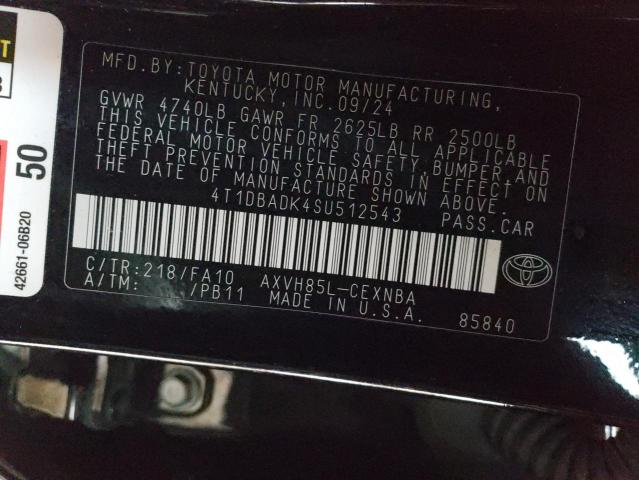 MFD.BY:TOYOTA MOTOR MANUFACTURING,
KENTUCKY, INC.09/24
GVWR 4740LB GAWR FR 2625LB RR 2500LB
THIS VEHICLE CONFORMS TO ALL APPLICABLE
FEDERAL MOTOR VEHICLE SAFETY, BUMPER, AND
THEFT PREVENTION STANDARDS IN EFFECT ON
THE DATE OF MANUFACTURE SHOWN ABOVE.
4T1DBADK4SU512543 PASS.CAR
C/TR:218/FA10 AXVH85L-CEXNBA
A/TM: /PB11 MADE IN U.S.A.
85840
50
42661-06B20